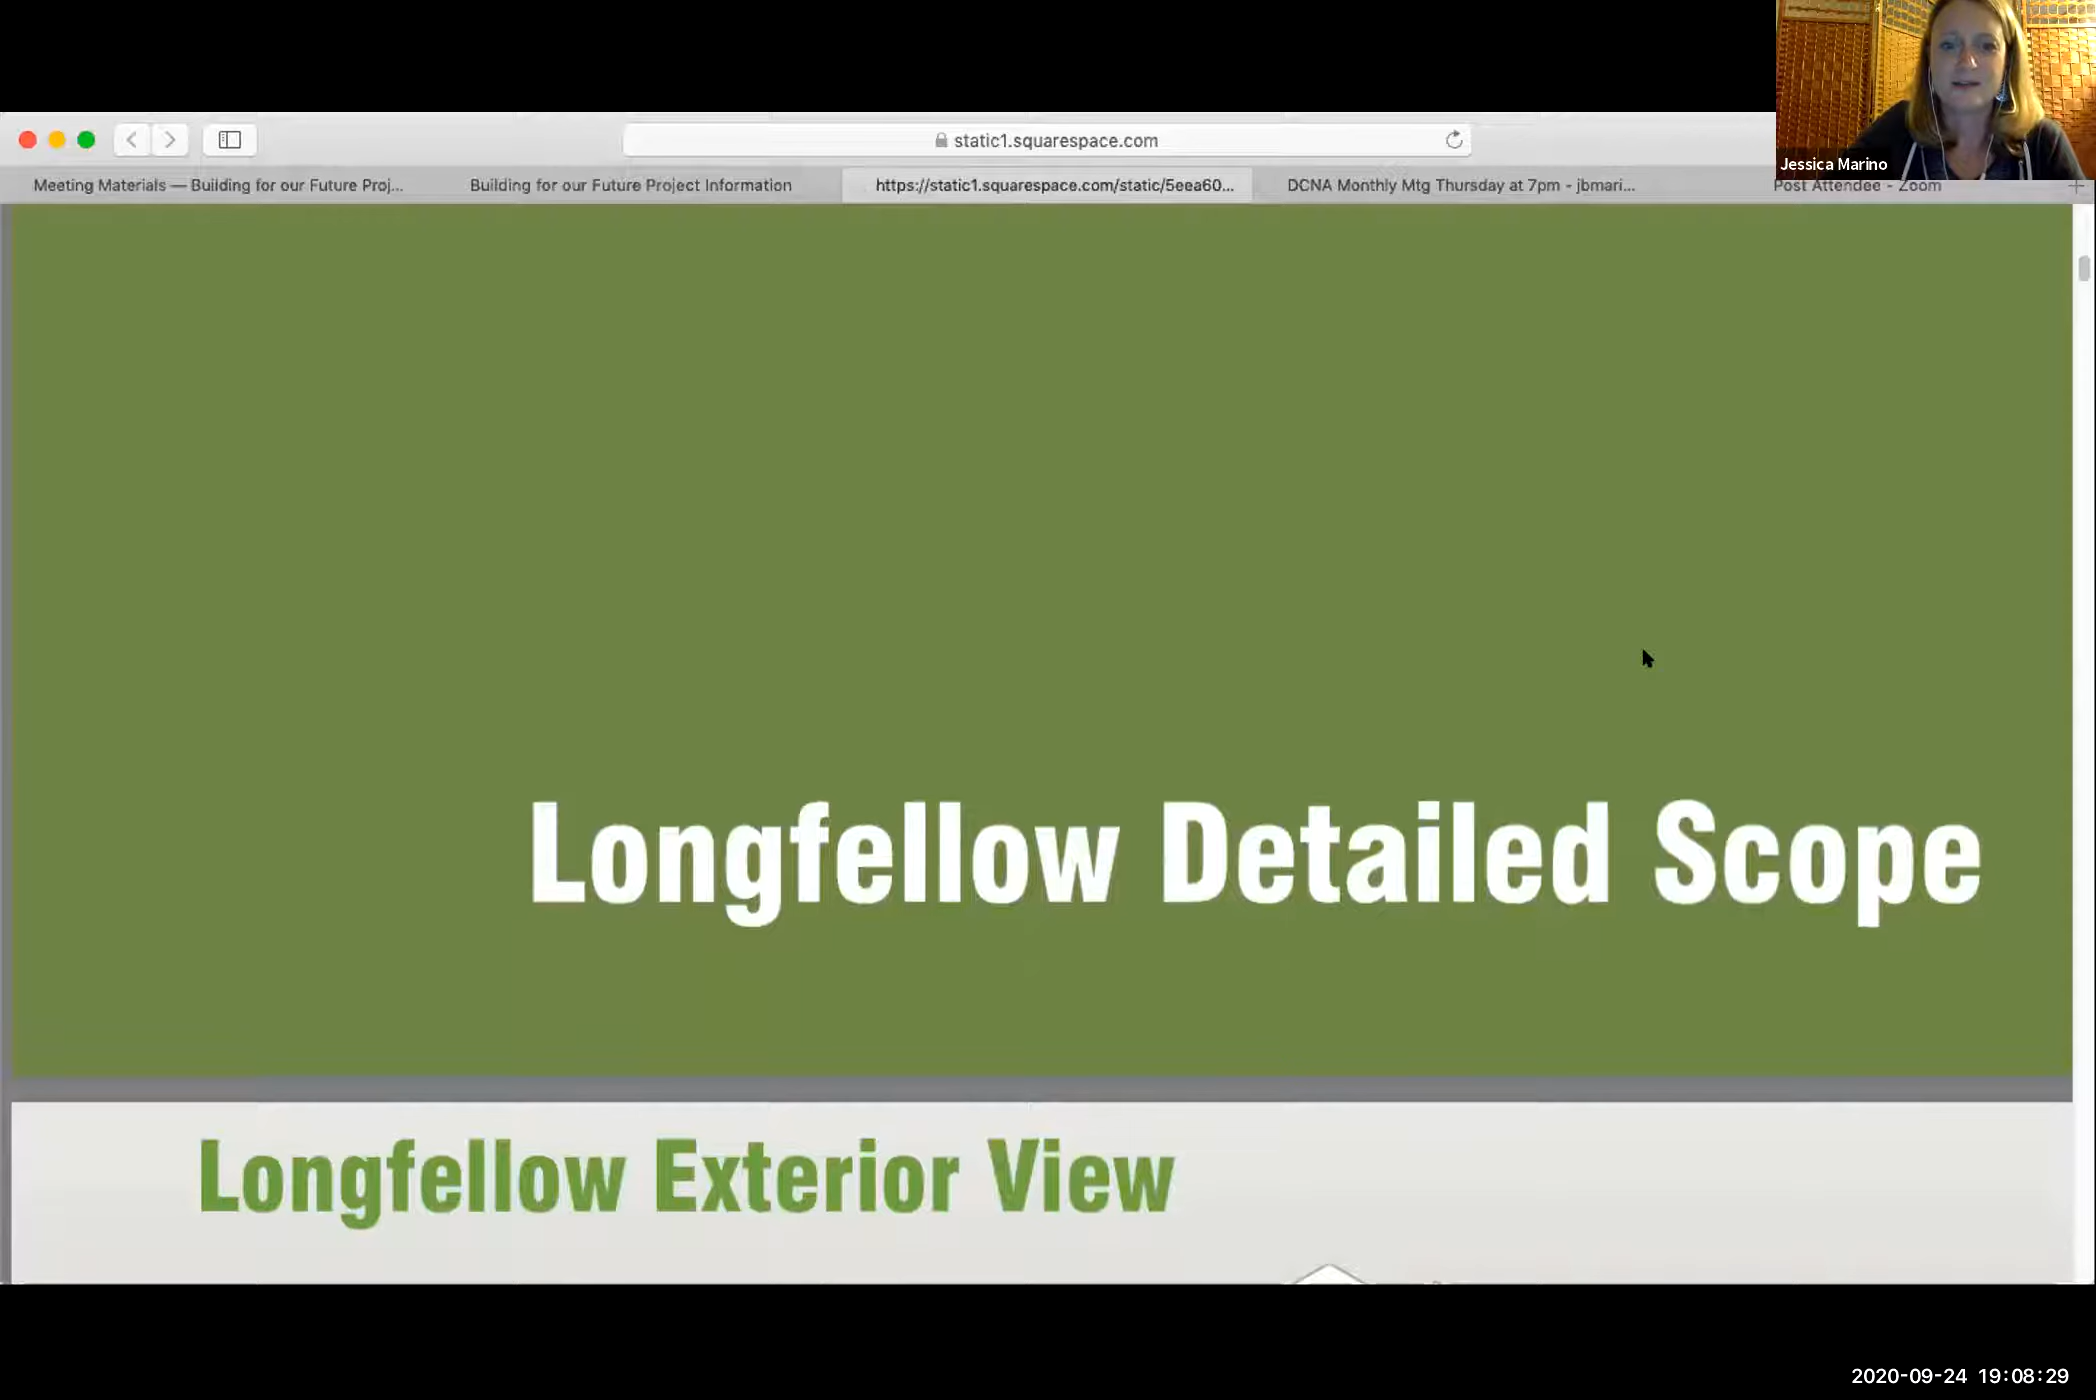 static1.squarespace.com
Jessica Marino
Meeting Materials — Building for our Future Proj...
Building for our Future Project Information
https://static1.squarespace.com/static/5eea60...
DCNA Monthly Mtg Thursday at 7pm - jbmari...
Post Attendee - Zoom
Longfellow Detailed Scope
Longfellow Exterior View
2020-09-24 19:08:29